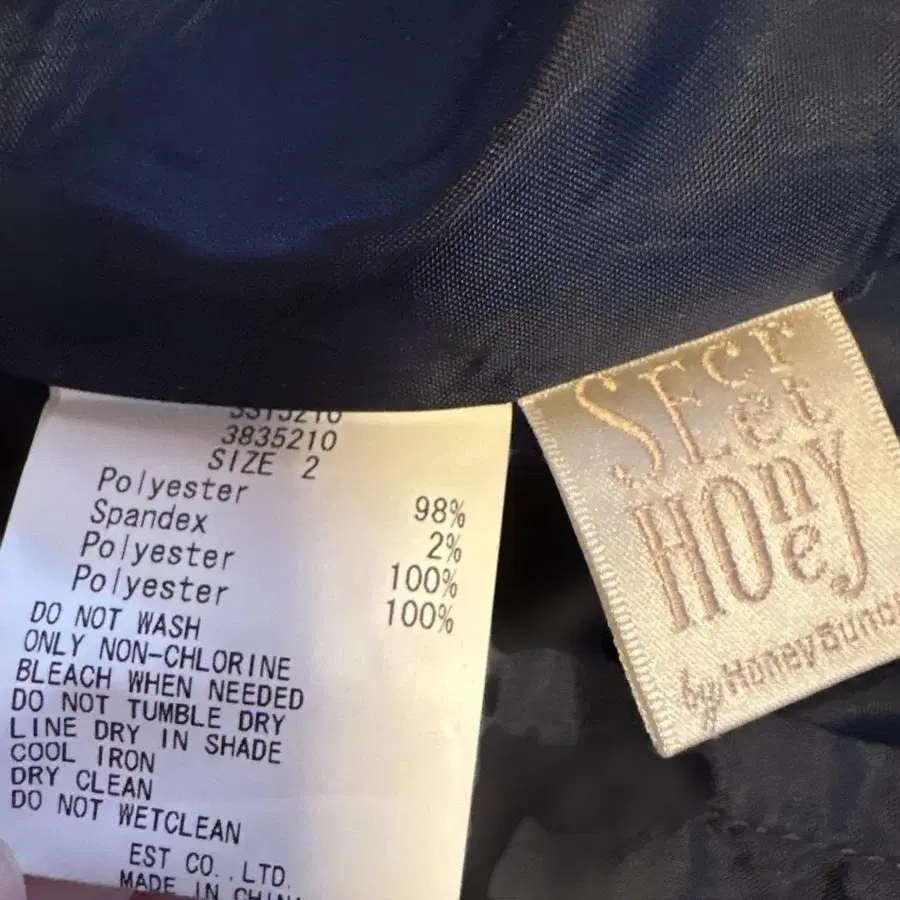 3835210
SIZE 2
Polyester 98%
Spandex 2%
Polyester 100%
Polyester 100%
DO NOT WASH
ONLY NON-CHLORINE
BLEACH WHEN NEEDED
DO NOT TUMBLE DRY
LINE DRY IN SHADE
COOL IRON
DRY CLEAN
DO NOT WETCLEAN
EST CO.,LTD.
MADE IN CHINA
SEcrEt
HOney
by HoneyBunch